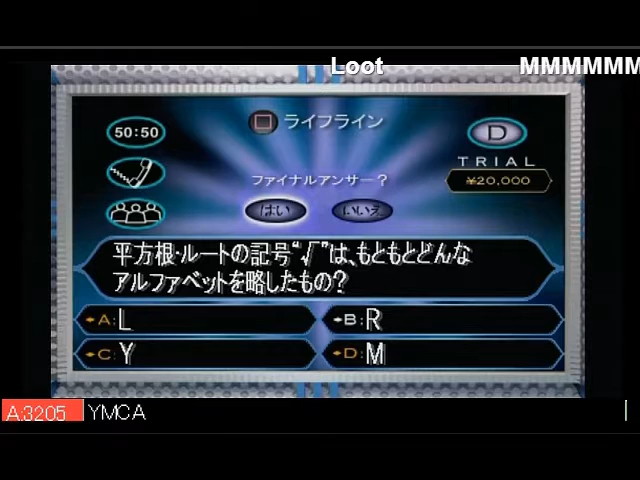 Loot
MMMMMM
50:50
ライフライン
D
TRIAL
¥20,000
ファイナルアンサー？
はい
いいえ
平方根・ルートの記号“√”は、もともとどんな
アルファベットを略したもの？
A:L
B:R
C:Y
D:M
A.3205 YMCA